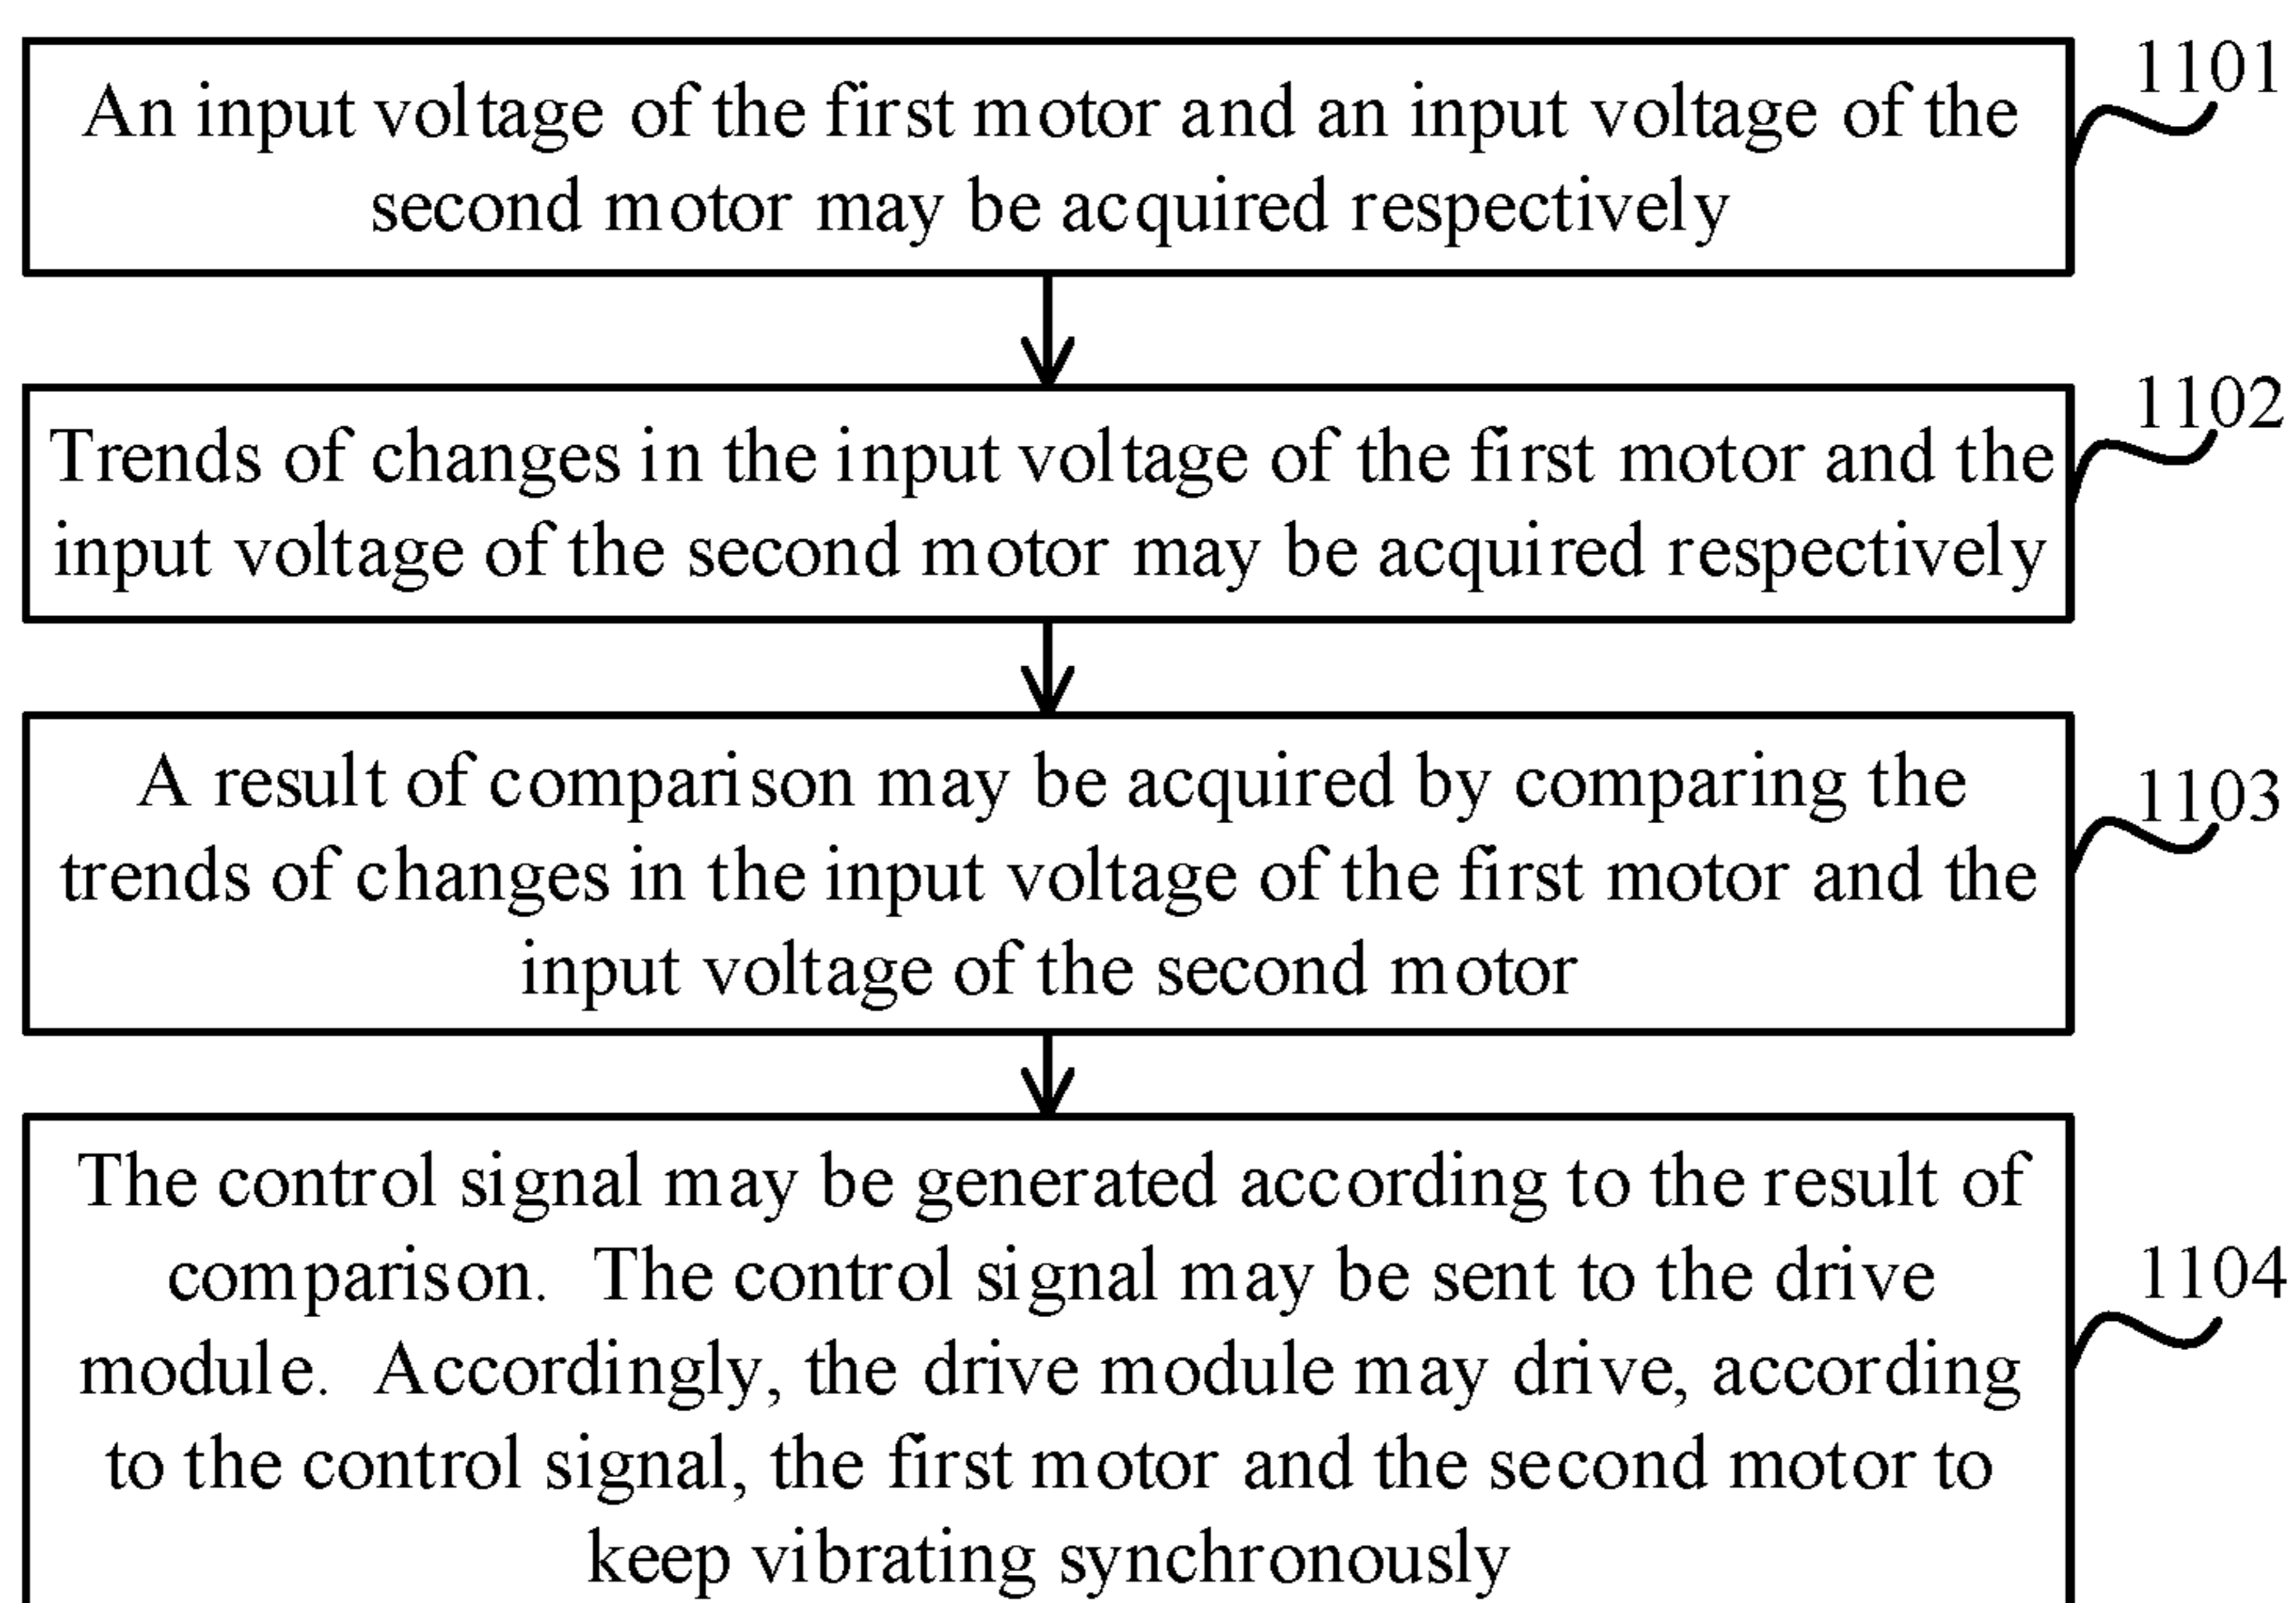 1101
An input voltage of the first motor and an input voltage of the
second motor may be acquired respectively
1102
Trends of changes in the input voltage of the first motor and the
input voltage of the second motor may be acquired respectively
1103
A result of comparison may be acquired by comparing the
trends of changes in the input voltage of the first motor and the
input voltage of the second motor
1104
The control signal may be generated according to the result of
comparison. The control signal may be sent to the drive
module. Accordingly, the drive module may drive, according
to the control signal, the first motor and the second motor to
keep vibrating synchronously